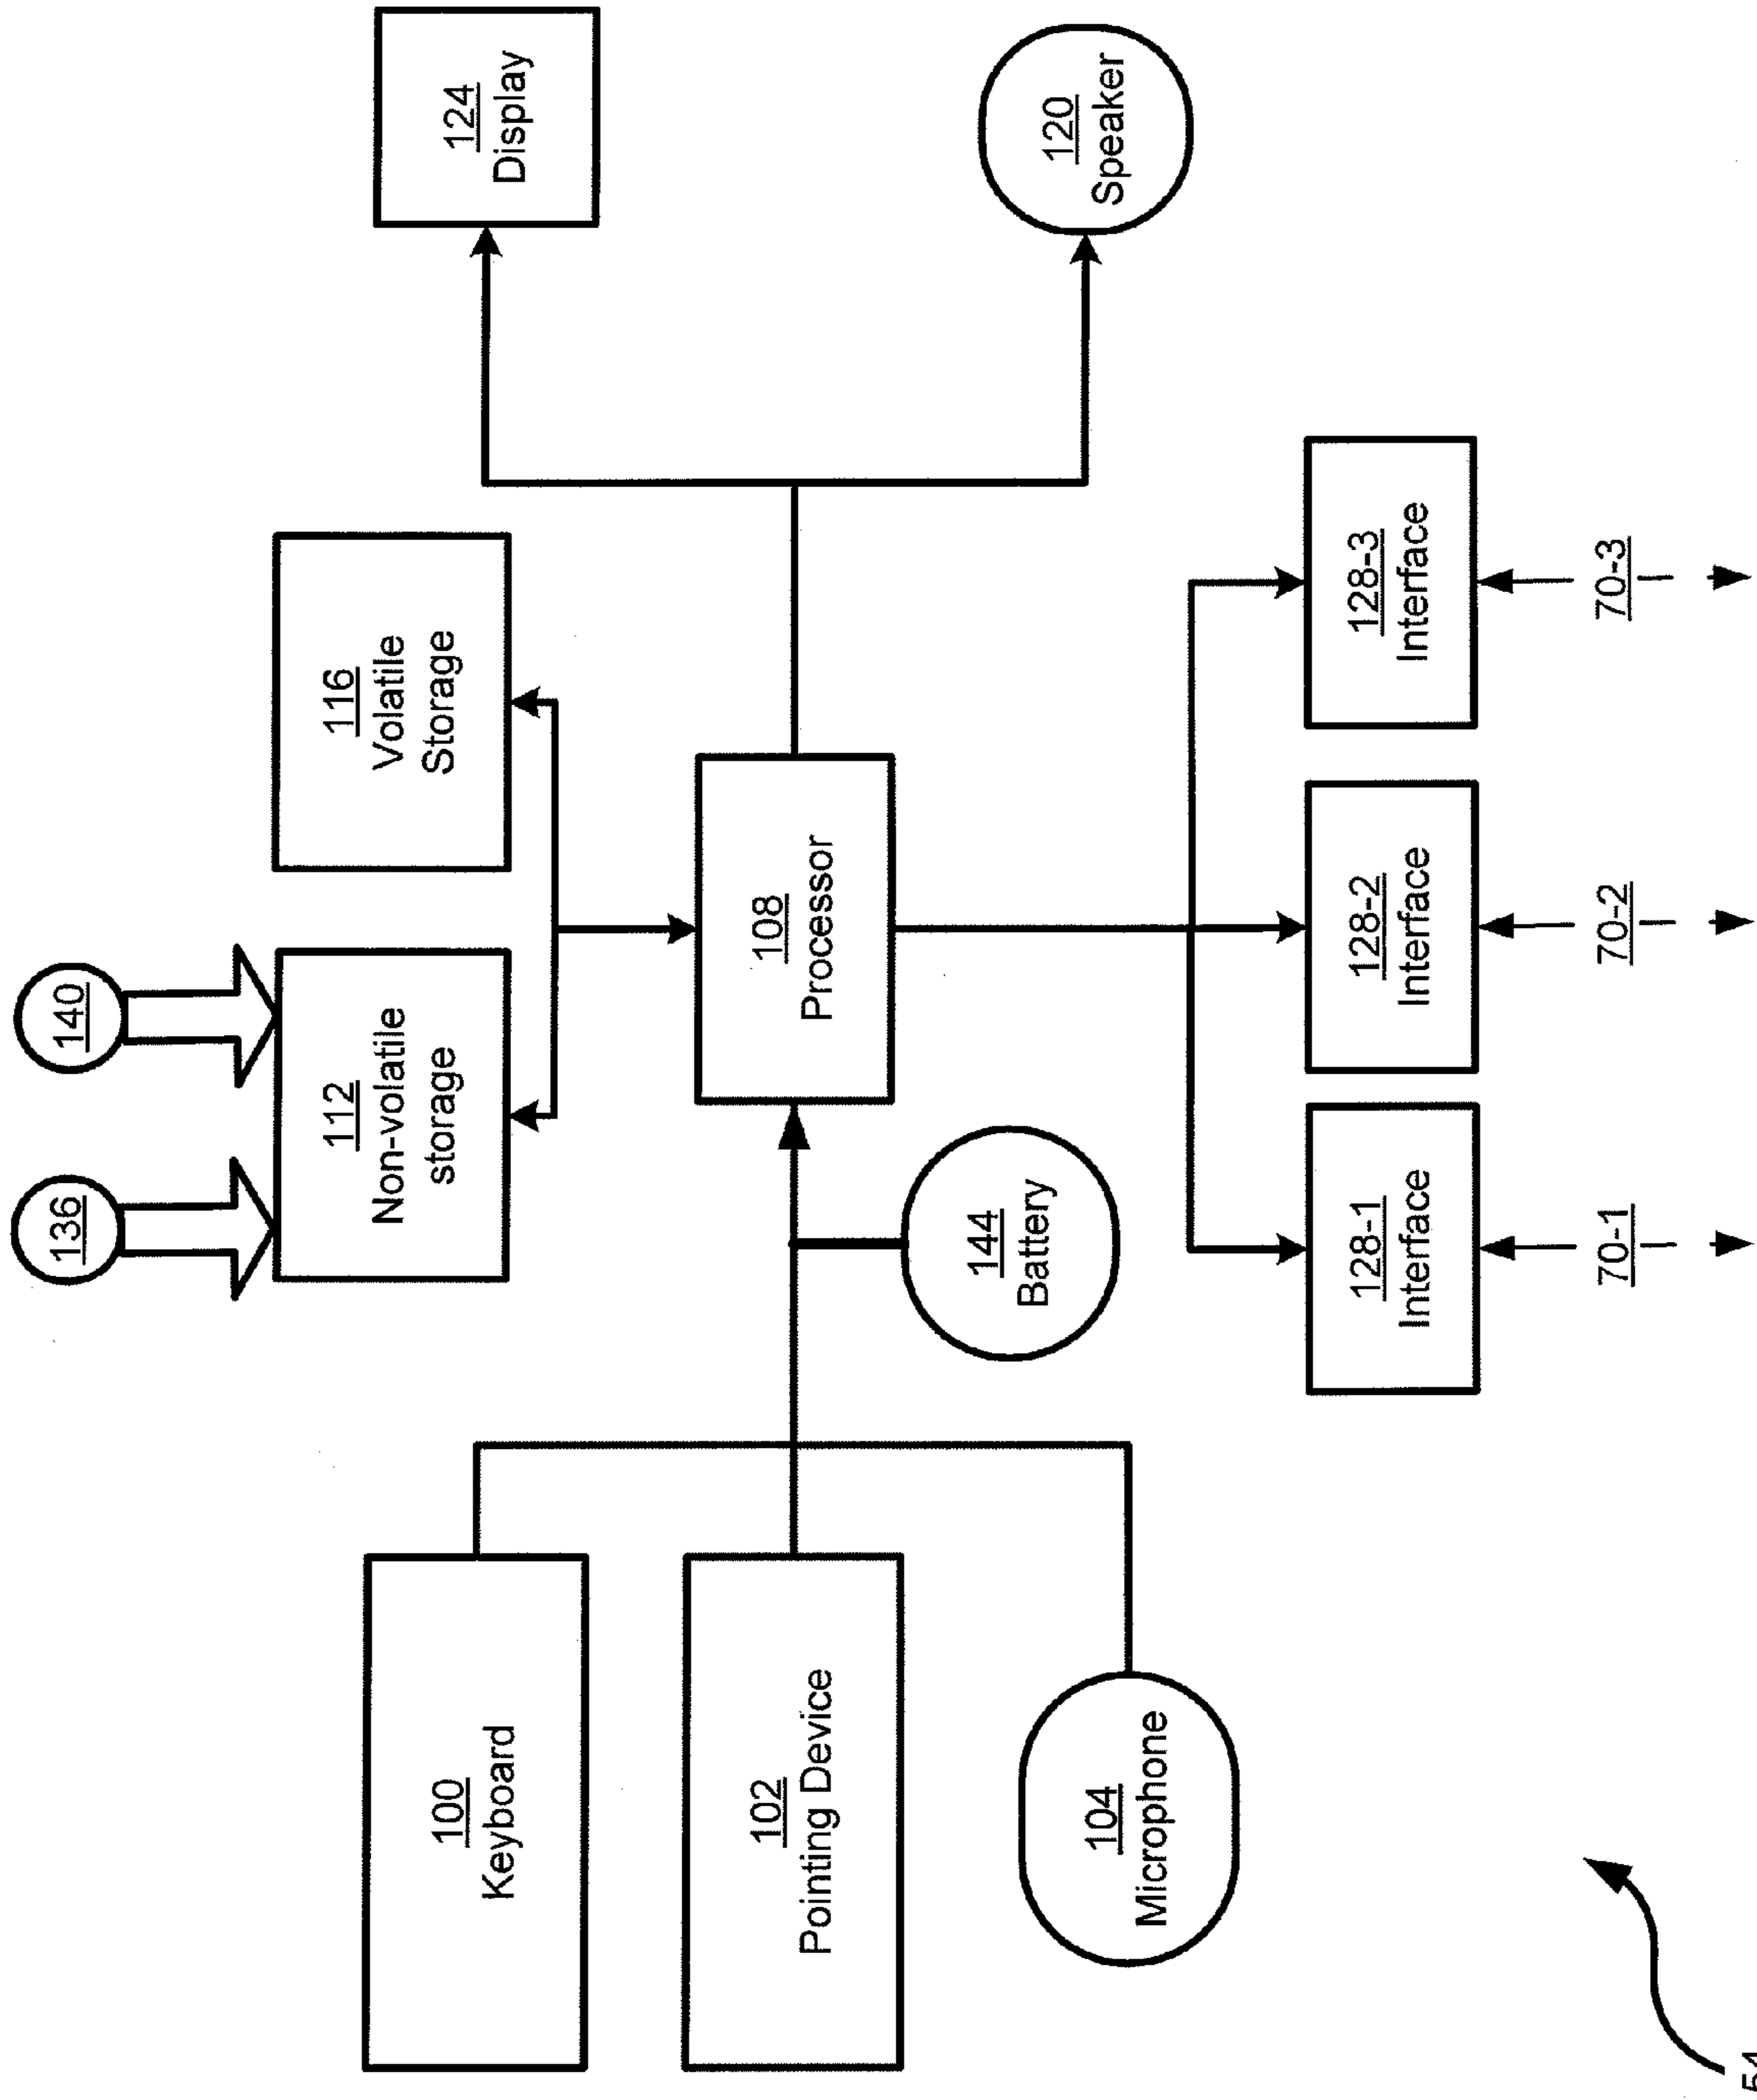 100
Keyboard
102
Pointing Device
104
Microphone
136
140
112
Non-volatile
storage
116
Volatile
Storage
108
Processor
144
Battery
124
Display
120
Speaker
128-1
Interface
128-2
Interface
128-3
Interface
70-1
70-2
70-3